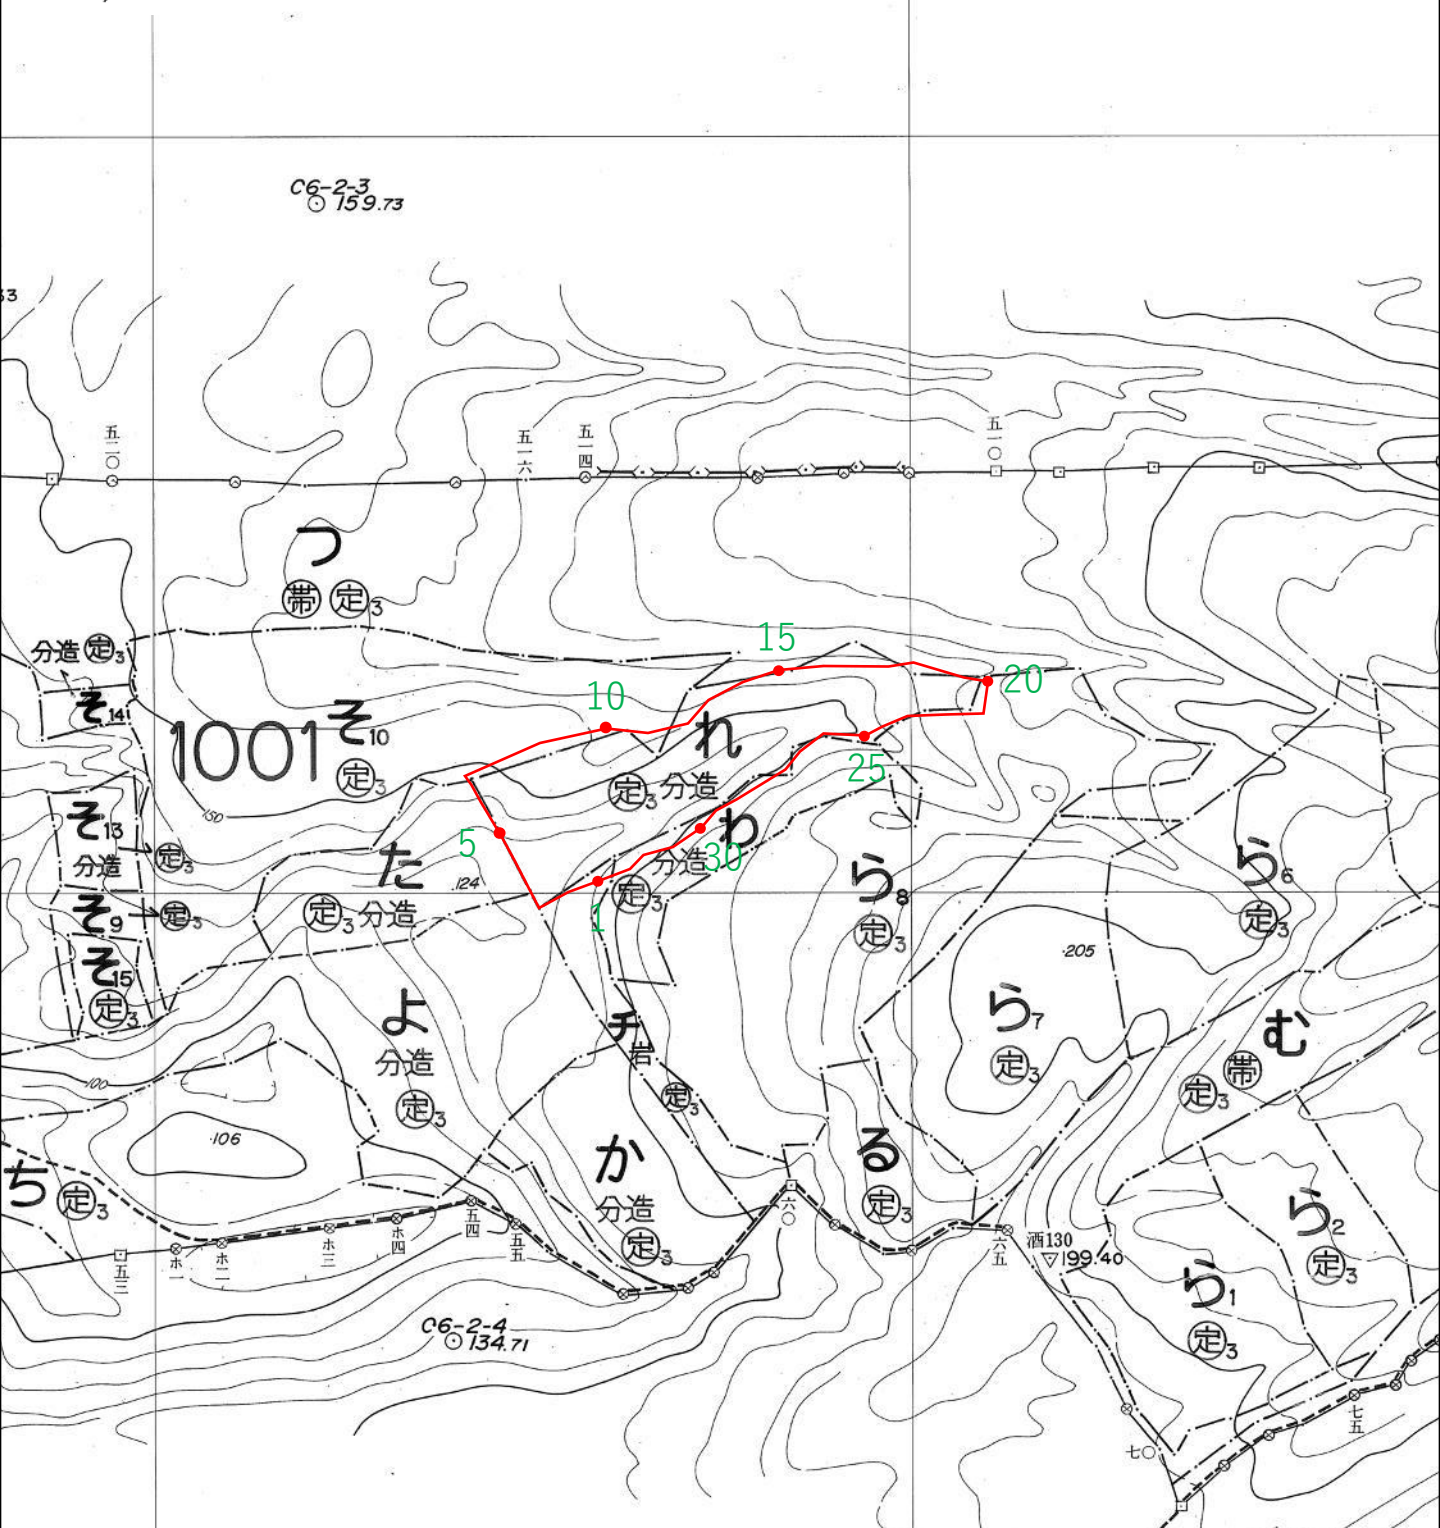 C6-2-3
159.73
33
五二〇
五一六
五一四
五一〇
つ
帯 定3
分造 定3
そ14
1001
そ10
定3
150
15
20
10
れ
定3 分造
25
5
わ
30
分造
定3
1
そ13
分造
定3
そ9
定3
そ15
定3
た
定3 分造
.124
ら8
定3
ら6
定3
・205
ら7
定3
む
定3 帯
よ
分造
定3
チ
岩
定3
100
・106
ち 定3
か
分造
定3
る
定3
ら2
定3
ら1
定3
五三
ホ一
ホ二
ホ三
ホ四
五四
五五
六〇
六五
酒130
199.40
C6-2-4
134.71
七〇
七五